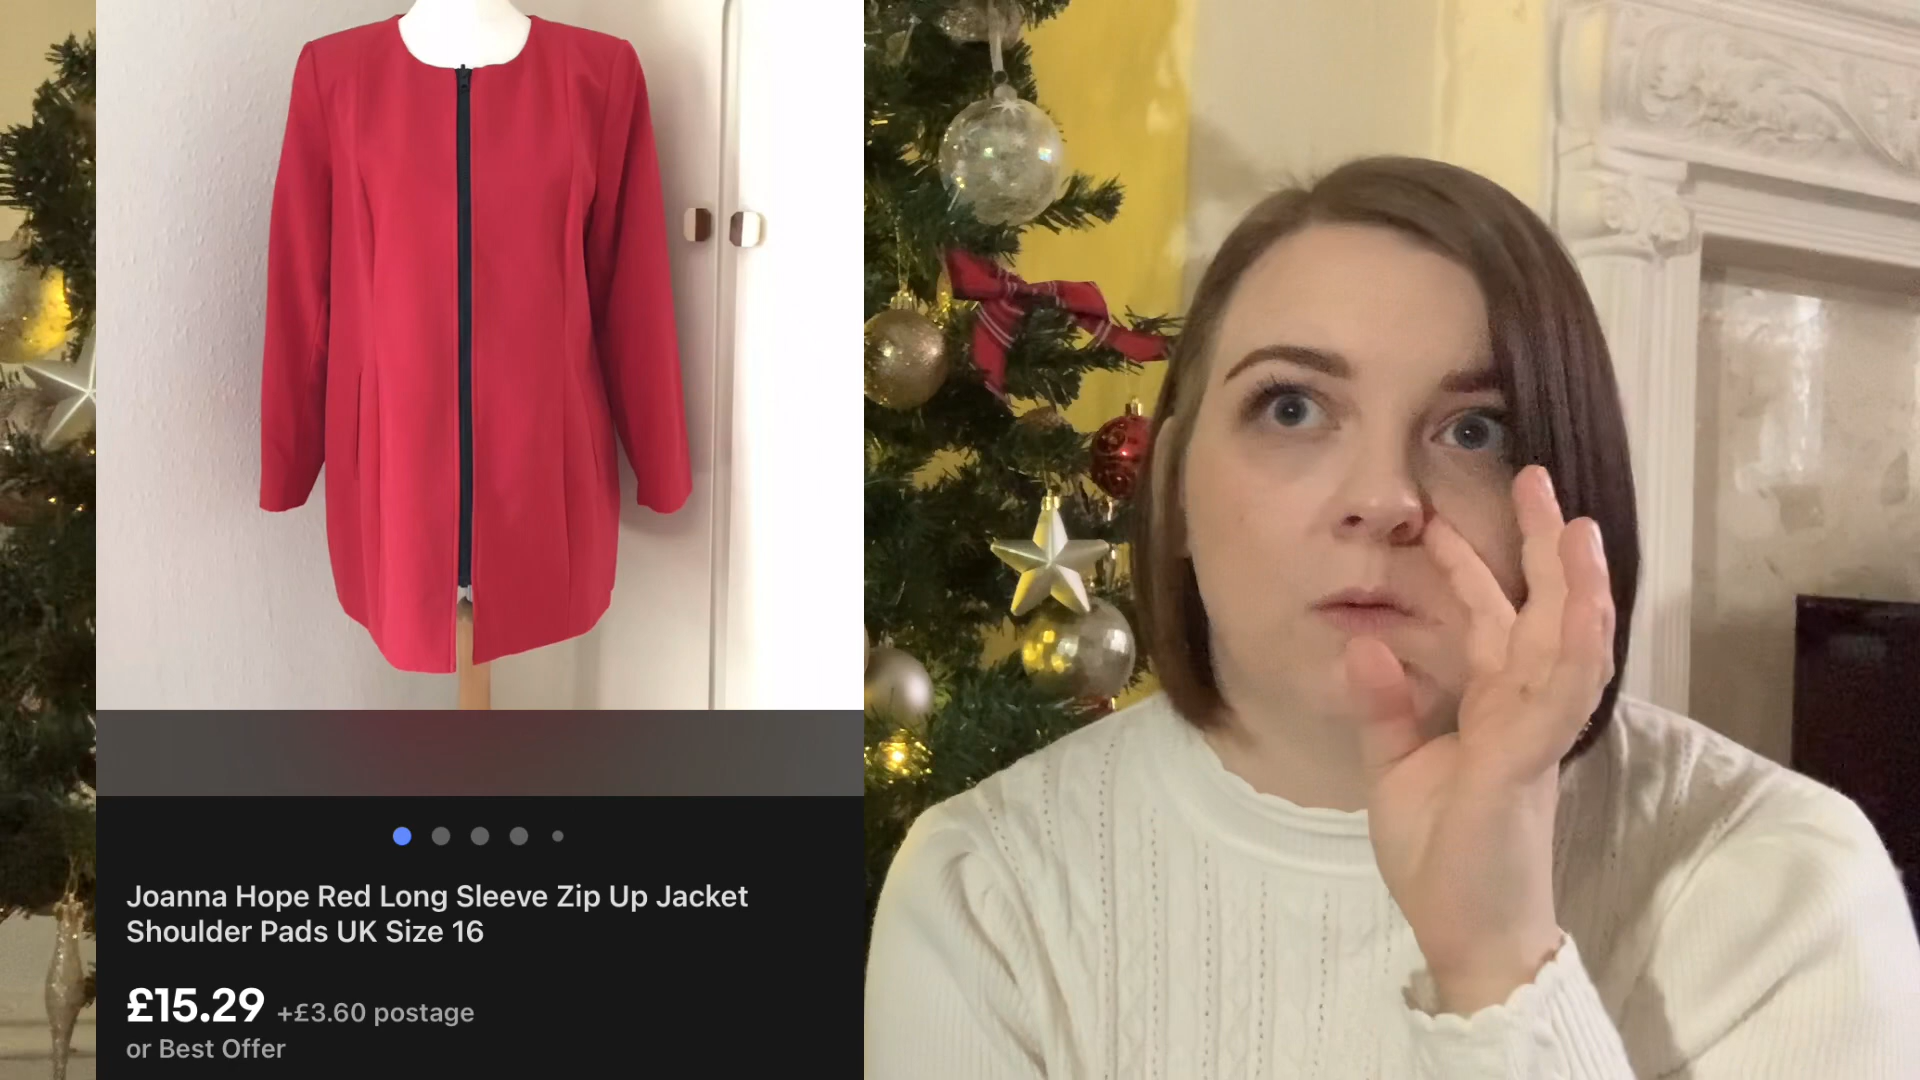 Joanna Hope Red Long Sleeve Zip Up Jacket
Shoulder Pads UK Size 16
£15.29 +£3.60 postage
or Best Offer